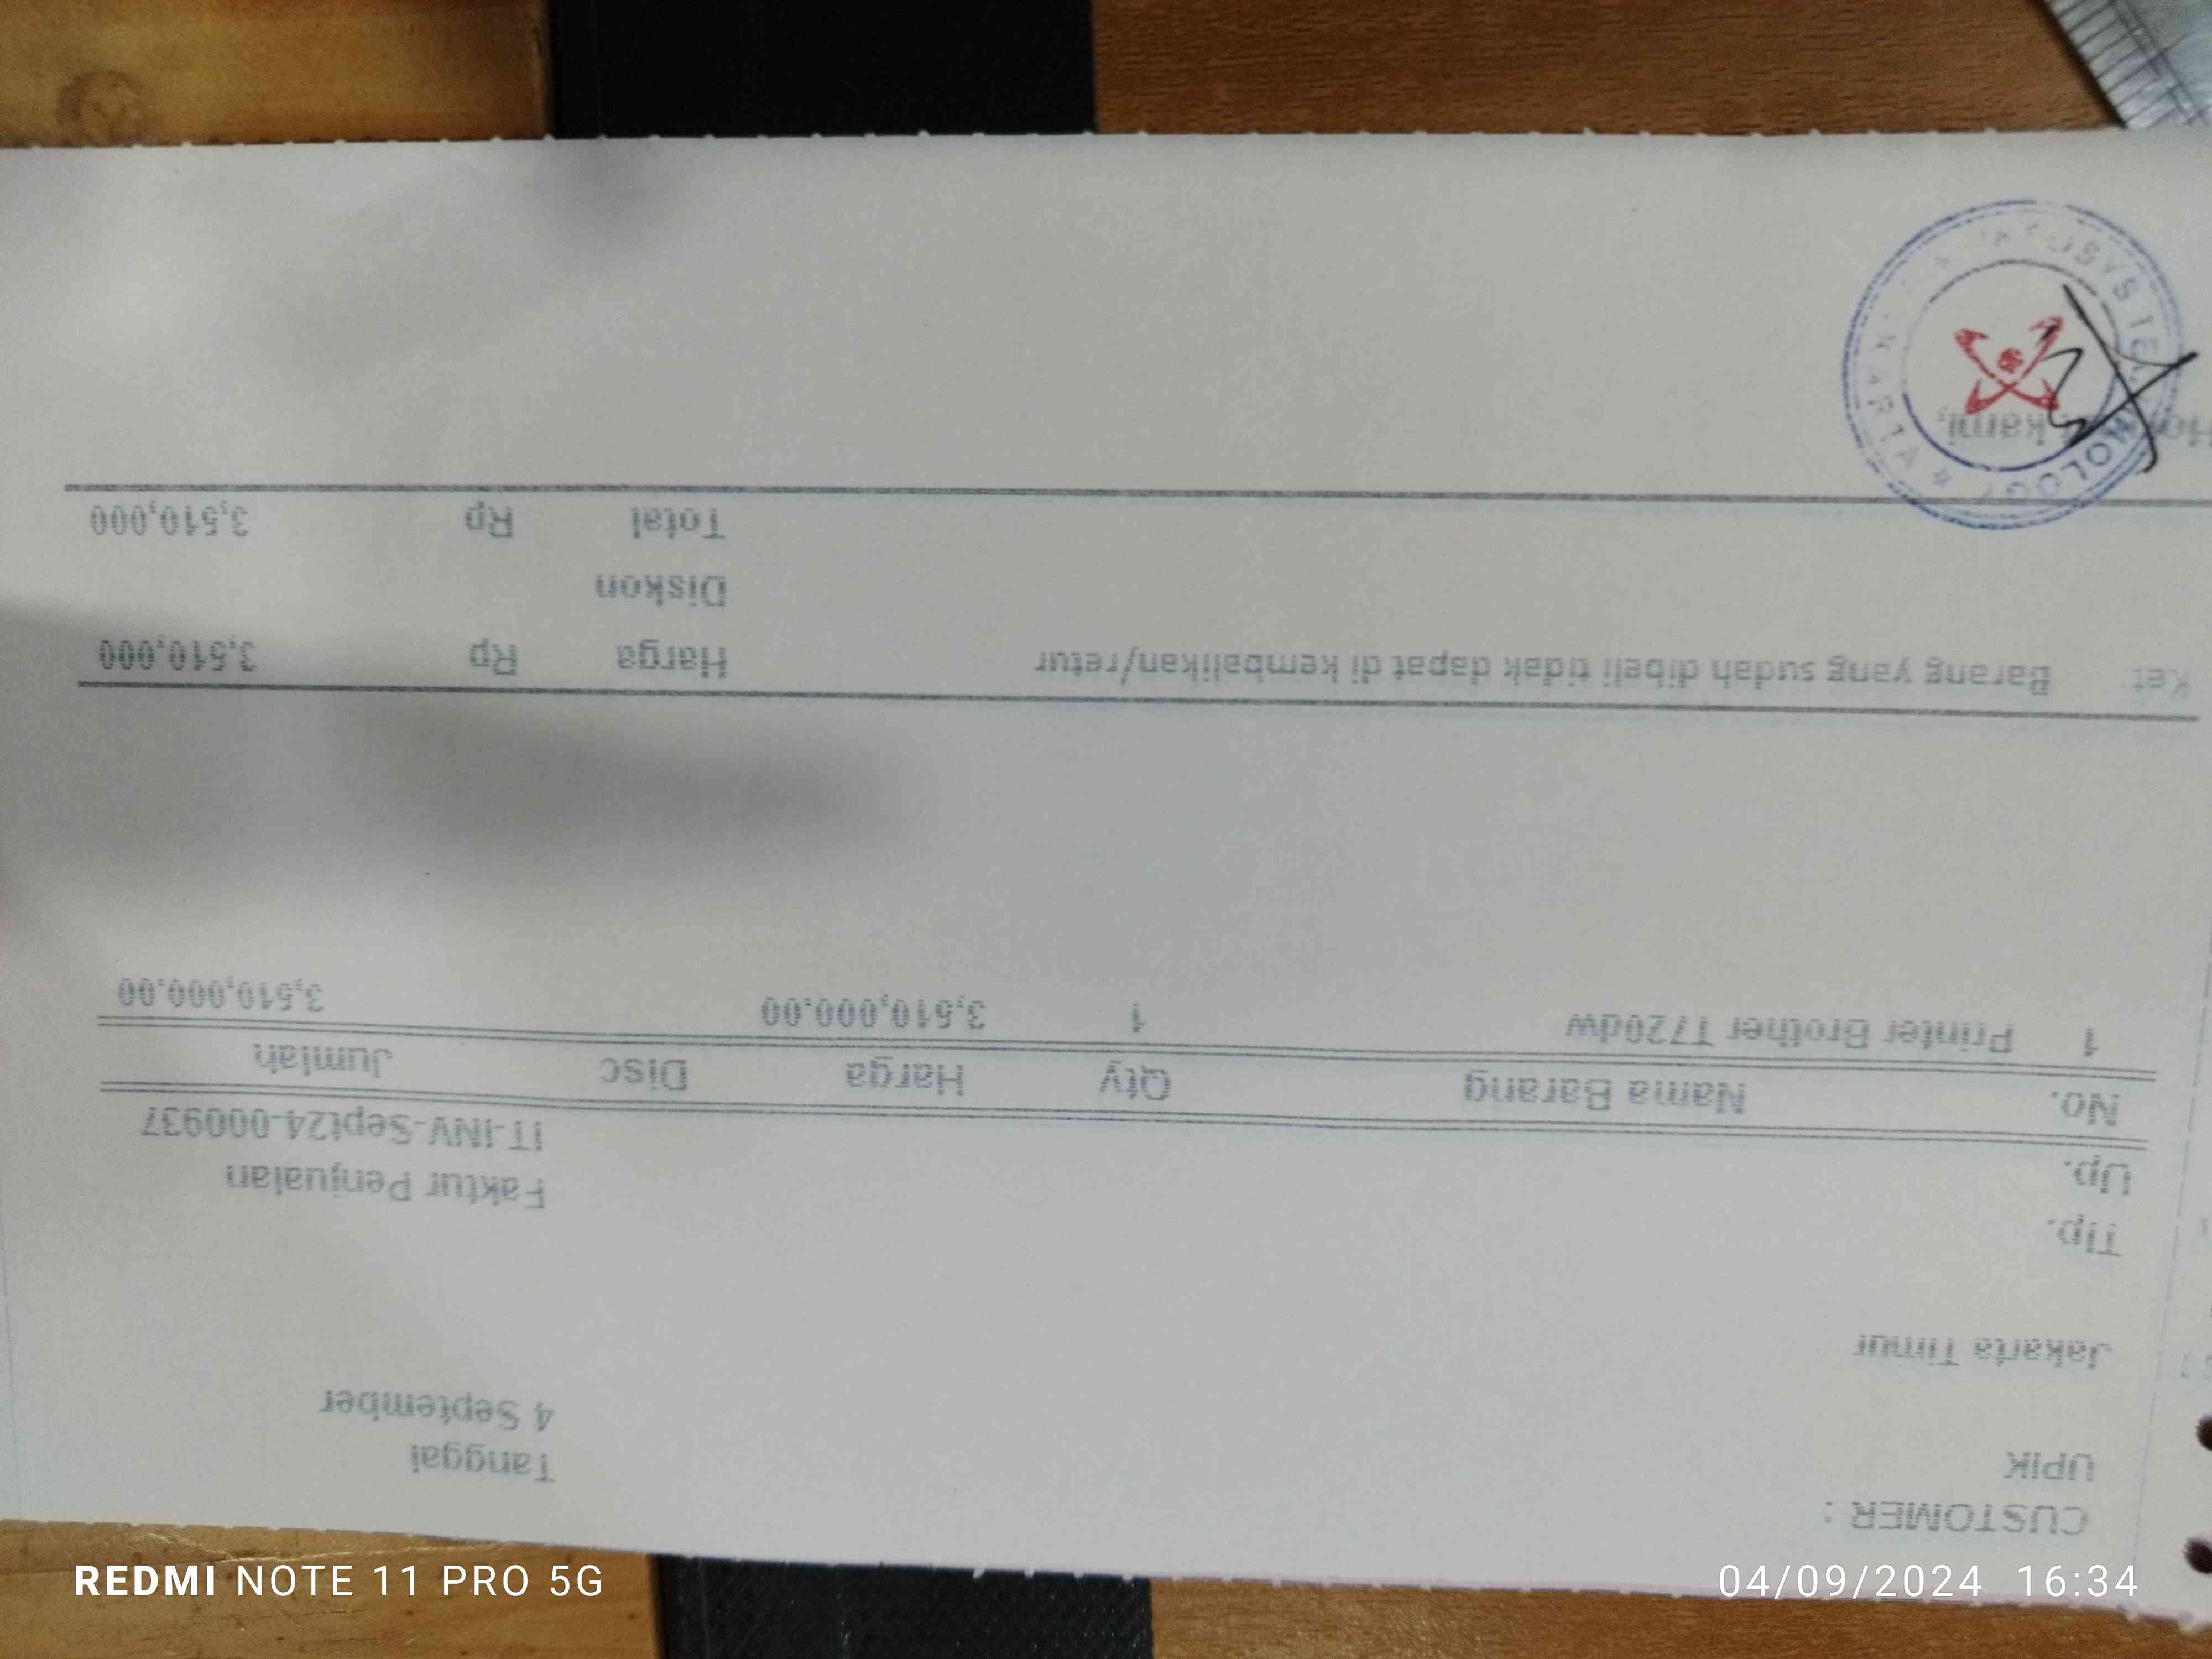 CUSTOMER :
UPIK
Tanggal
4 September
Jakarta Timur
Tlp.
Up.
Faktur Penjualan
IT-INV-Sept24-000937
No. Nama Barang Qty Harga Disc Jumlah
1 Printer Brother T720dw 1 3,510,000.00 3,510,000.00
Ket: Barang yang sudah dibeli tidak dapat di kembalikan/retur
Harga Rp 3,510,000
Diskon
Total Rp 3,510,000
kami,
REDMI NOTE 11 PRO 5G
04/09/2024 16:34